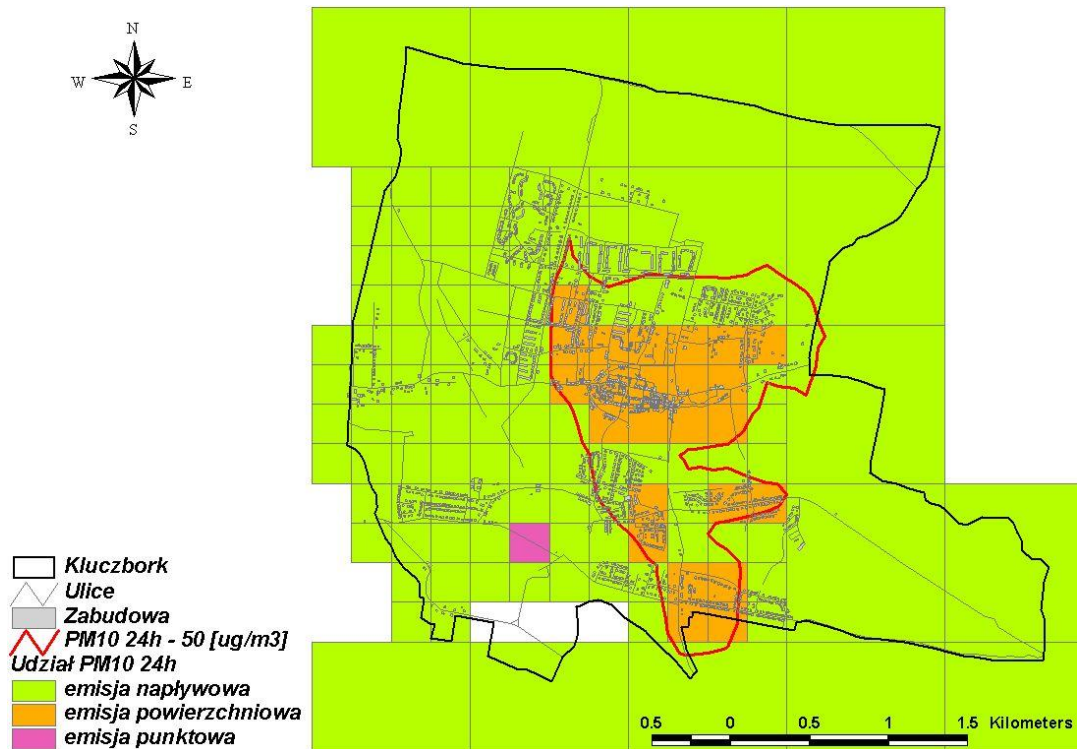 N
W E
S
Kluczbork
Ulice
Zabudowa
PM10 24h - 50 [ug/m3]
Udział PM10 24h
emisja napływowa
emisja powierzchniowa
emisja punktowa
0.5 0 0.5 1 1.5 Kilometers